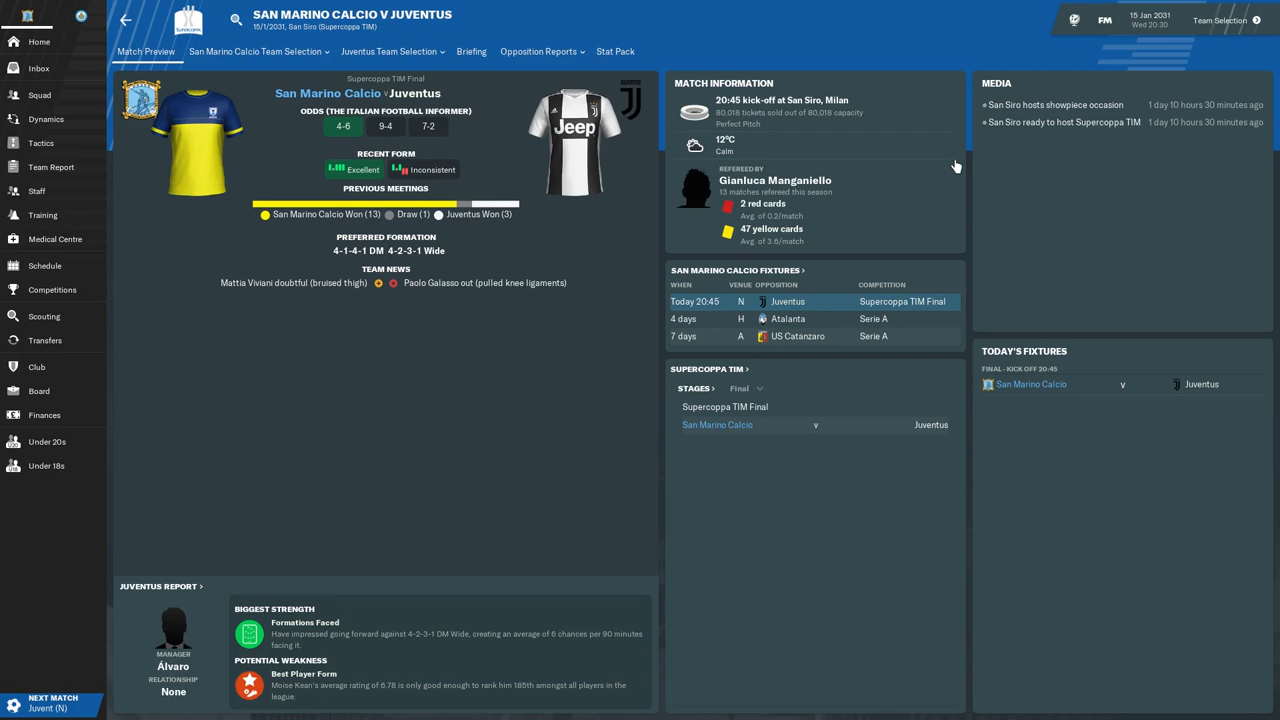 SAN MARINO CALCIO V JUVENTUS
15/1/2031, San Siro (Supercoppa TIM)
SUPERCOPPA
FM
15 Jan 2031
Wed 20:30
Team Selection
Home
Inbox
Squad
Dynamics
Tactics
Team Report
Staff
Training
Medical Centre
Schedule
Competitions
Scouting
Transfers
Club
Board
Finances
Under 20s
Under 18s
NEXT MATCH
Juvent (N)
Match Preview
San Marino Calcio Team Selection
Juventus Team Selection
Briefing
Opposition Reports
Stat Pack
Supercoppa TIM Final
San Marino Calcio v Juventus
JUVENTUS
Jeep
ODDS (THE ITALIAN FOOTBALL INFORMER)
4-6 9-4 7-2
RECENT FORM
Excellent Inconsistent
PREVIOUS MEETINGS
San Marino Calcio Won (13) Draw (1) Juventus Won (3)
PREFERRED FORMATION
4-1-4-1 DM 4-2-3-1 Wide
TEAM NEWS
Mattia Viviani doubtful (bruised thigh) Paolo Galasso out (pulled knee ligaments)
JUVENTUS REPORT
MANAGER
Álvaro
RELATIONSHIP
None
BIGGEST STRENGTH
Formations Faced
Have impressed going forward against 4-2-3-1 DM Wide, creating an average of 6 chances per 90 minutes
facing it.
POTENTIAL WEAKNESS
Best Player Form
Moise Kean's average rating of 6.78 is only good enough to rank him 185th amongst all players in the
league.
MATCH INFORMATION
20:45 kick-off at San Siro, Milan
80,018 tickets sold out of 80,018 capacity
Perfect Pitch
12°C
Calm
REFEREED BY
Gianluca Manganiello
13 matches refereed this season
2 red cards
Avg. of 0.2/match
47 yellow cards
Avg. of 3.6/match
SAN MARINO CALCIO FIXTURES
WHEN VENUE OPPOSITION COMPETITION
Today 20:45 N Juventus Supercoppa TIM Final
4 days H Atalanta Serie A
7 days A US Catanzaro Serie A
SUPERCOPPA TIM
STAGES Final
Supercoppa TIM Final
San Marino Calcio v Juventus
MEDIA
San Siro hosts showpiece occasion 1 day 10 hours 30 minutes ago
San Siro ready to host Supercoppa TIM 1 day 10 hours 30 minutes ago
TODAY'S FIXTURES
FINAL - KICK OFF 20:45
San Marino Calcio v Juventus